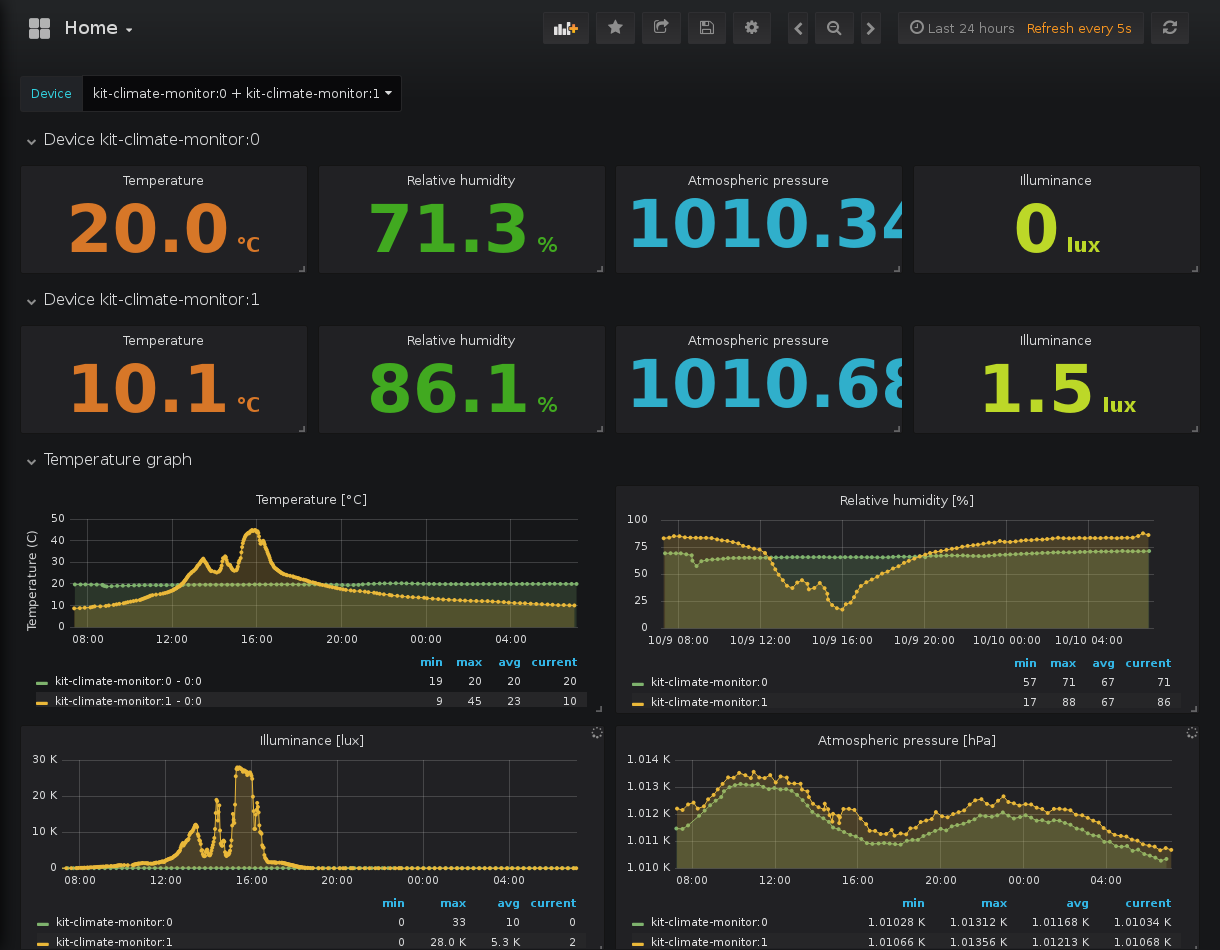 Home
Last 24 hours Refresh every 5s
Device kit-climate-monitor:0 + kit-climate-monitor:1
Device kit-climate-monitor:0
Temperature Relative humidity Atmospheric pressure Illuminance
20.0 °C 71.3 % 1010.34 0 lux
Device kit-climate-monitor:1
Temperature Relative humidity Atmospheric pressure Illuminance
10.1 °C 86.1 % 1010.68 1.5 lux
Temperature graph
Temperature [°C]
Temperature (C)
50
40
30
20
10
0
08:00 12:00 16:00 20:00 00:00 04:00
min max avg current
kit-climate-monitor:0 - 0:0 19 20 20 20
kit-climate-monitor:1 - 0:0 9 45 23 10
Relative humidity [%]
100
75
50
25
0
10/9 08:00 10/9 12:00 10/9 16:00 10/9 20:00 10/10 00:00 10/10 04:00
min max avg current
kit-climate-monitor:0 57 71 67 71
kit-climate-monitor:1 17 88 67 86
Illuminance [lux]
30 K
20 K
10 K
0
08:00 12:00 16:00 20:00 00:00 04:00
min max avg current
kit-climate-monitor:0 0 33 10 0
kit-climate-monitor:1 0 28.0 K 5.3 K 2
Atmospheric pressure [hPa]
1.014 K
1.013 K
1.012 K
1.011 K
1.010 K
08:00 12:00 16:00 20:00 00:00 04:00
min max avg current
kit-climate-monitor:0 1.01028 K 1.01312 K 1.01168 K 1.01034 K
kit-climate-monitor:1 1.01066 K 1.01356 K 1.01213 K 1.01068 K